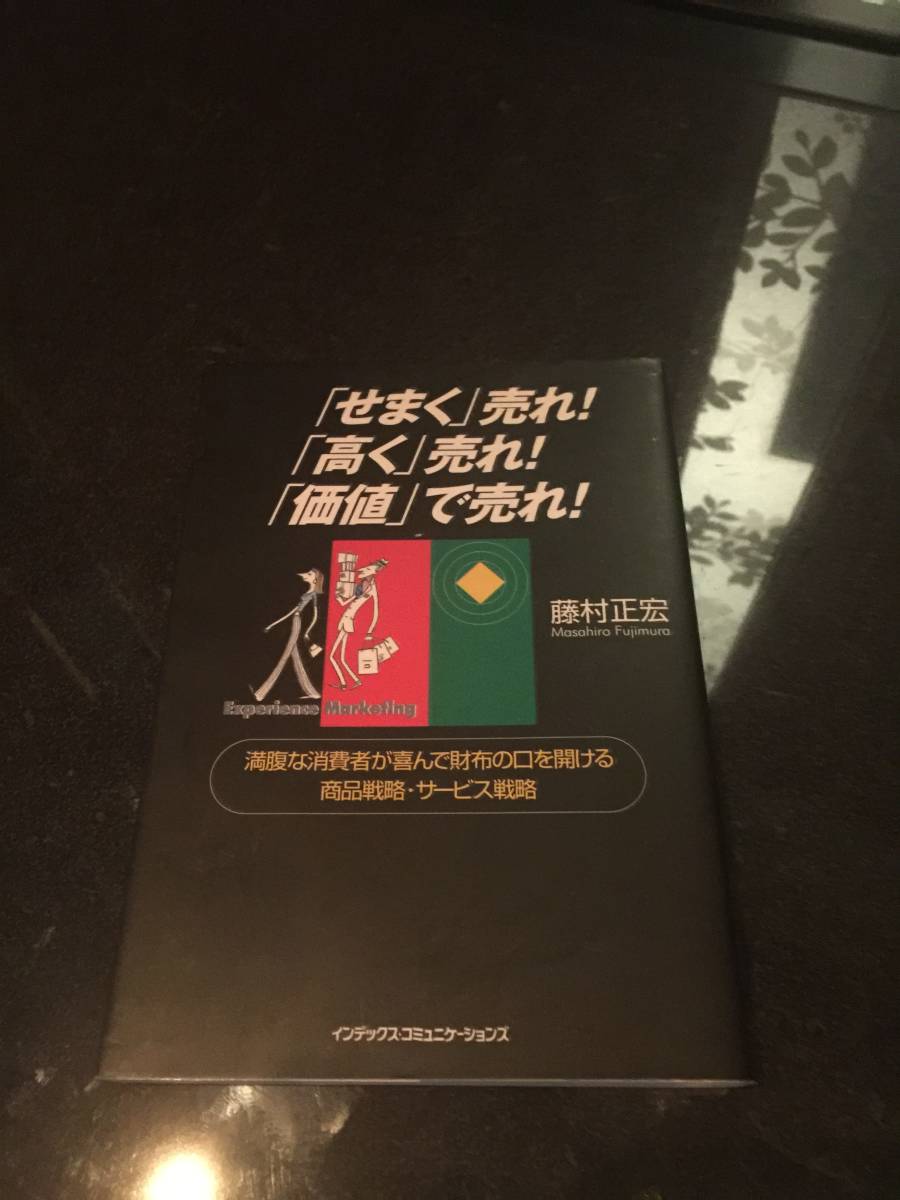 「せまく」売れ!
「高く」売れ!
「価値」で売れ!
藤村正宏
Masahiro Fujimura
Experience Marketing
満腹な消費者が喜んで財布の口を開ける
商品戦略・サービス戦略
インデックス・コミュニケーションズ